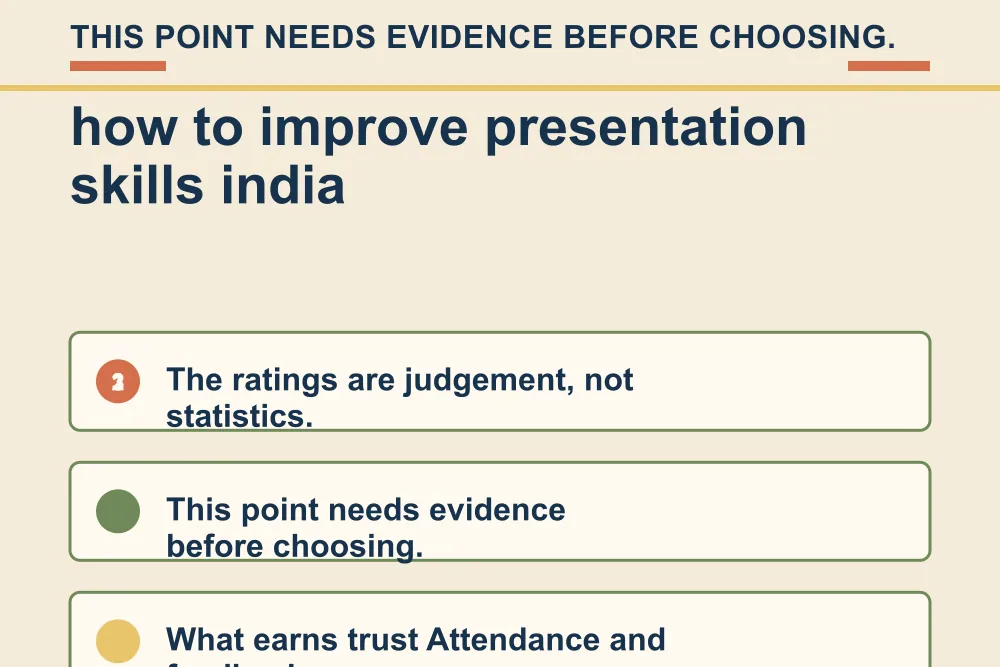 THIS POINT NEEDS EVIDENCE BEFORE CHOOSING.
how to improve presentation
skills india
The ratings are judgement, not
statistics.
This point needs evidence
before choosing.
What earns trust Attendance and